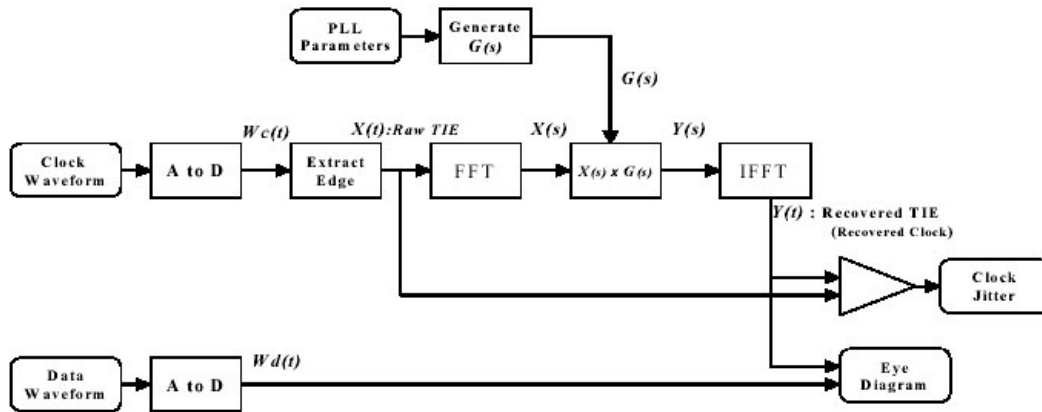 PLL
Parameters
Generate
G(s)
G(s)
Wc(t)
X(t):Raw TIE
X(s)
Y(s)
Clock
Waveform
A to D
Extract
Edge
FFT
X(s) x G(s)
IFFT
Y(t) : Recovered TIE
(Recovered Clock)
Clock
Jitter
Data
Waveform
A to D
Wd(t)
Eye
Diagram